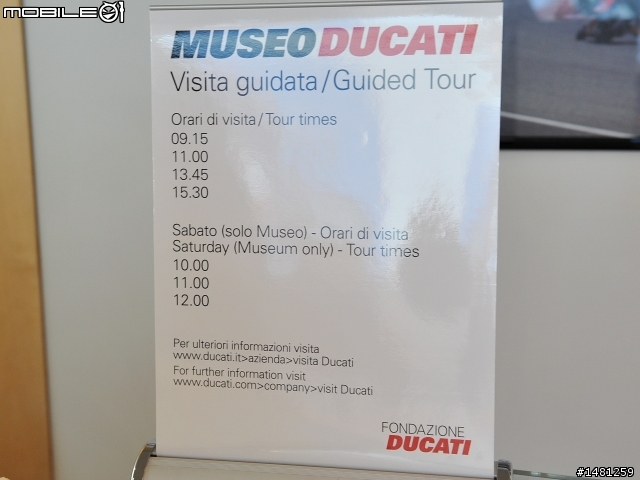 MOBILE01
MUSEO DUCATI
Visita guidata/Guided Tour
Orari di visita/Tour times
09.15
11.00
13.45
15.30
Sabato (solo Museo) - Orari di visita
Saturday (Museum only) - Tour times
10.00
11.00
12.00
Per ulteriori informazioni visita
www.ducati.it>azienda>visita Ducati
For further information visit
www.ducati.com>company>visit Ducati
FONDAZIONE
DUCATI
#1481259